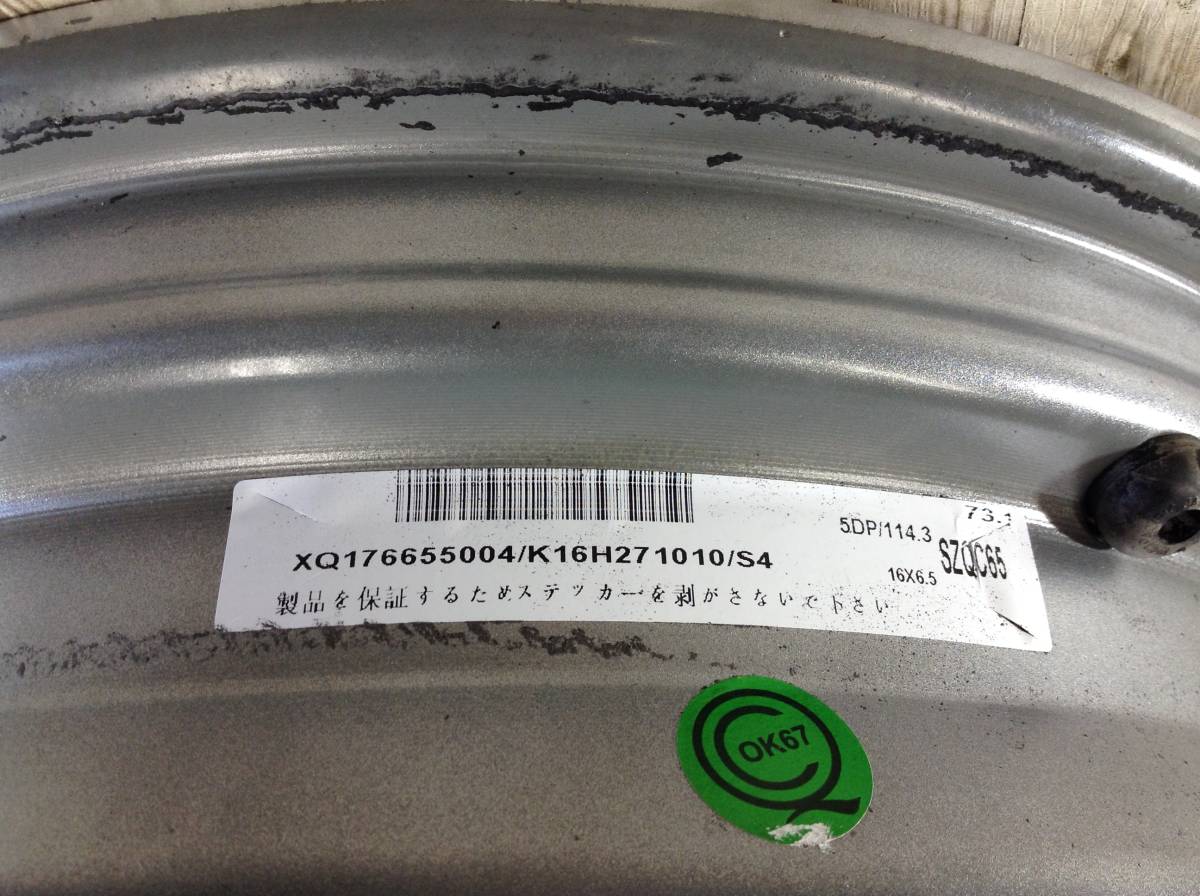 XQ176655004/K16H271010/S4
5DP/114.3
73.1
16X6.5
SZQC65
製品を保証するためステッカーを剥がさないで下さい
OK67